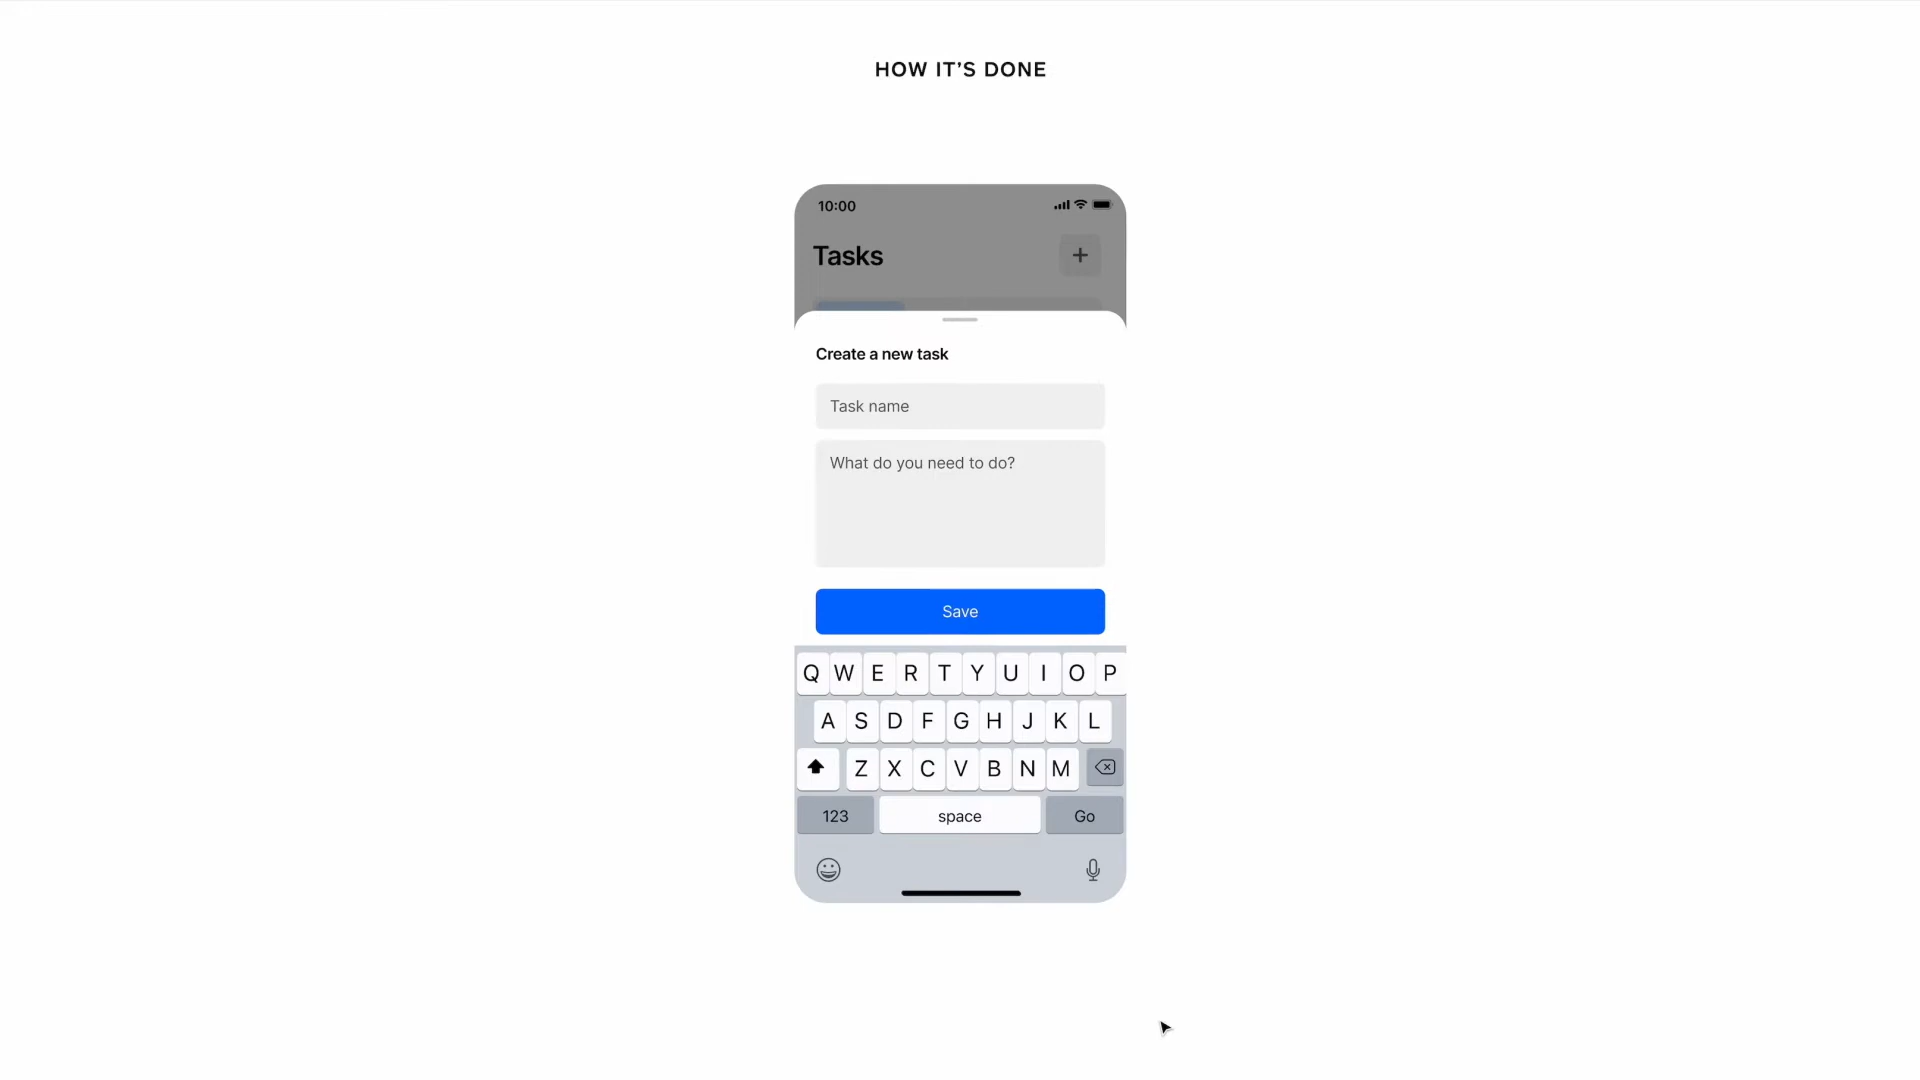 HOW IT’S DONE
10:00
Tasks
Create a new task
Task name
What do you need to do?
Save
Q W E R T Y U I O P
A S D F G H J K L
Z X C V B N M
123 space Go